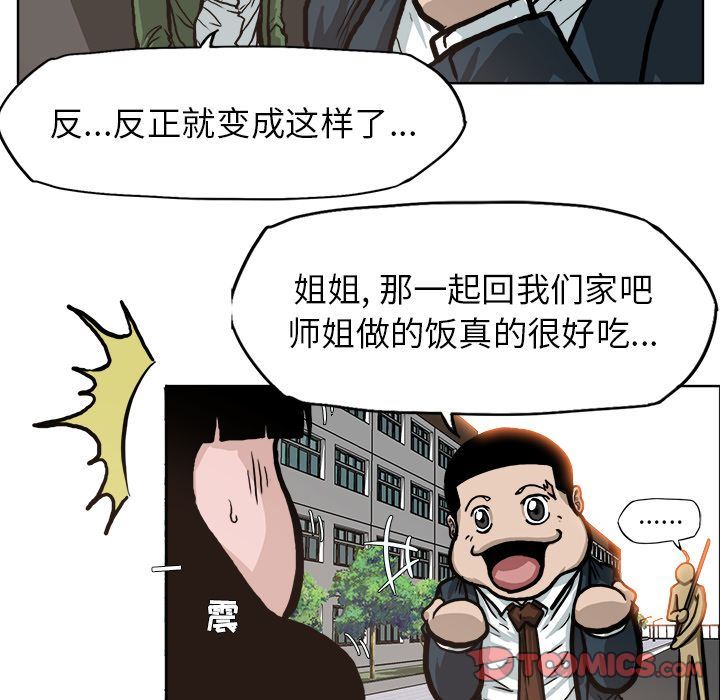 反...反正就变成这样了...
姐姐, 那一起回我们家吧
师姐做的饭真的很好吃...
......
震
TOOMICS.COM